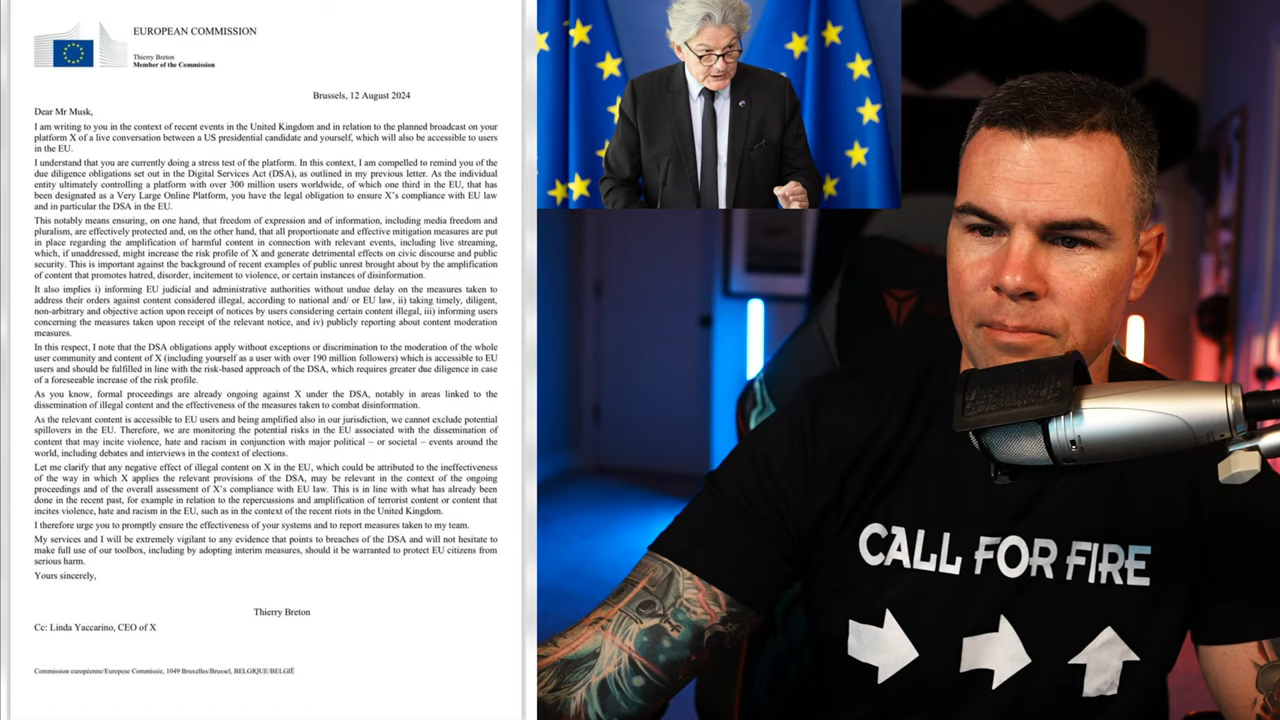 EUROPEAN COMMISSION
Thierry Breton
Member of the Commission
Brussels, 12 August 2024
Dear Mr Musk,
I am writing to you in the context of recent events in the United Kingdom and in relation to the planned broadcast on your
platform X of a live conversation between a US presidential candidate and yourself, which will also be accessible to users
in the EU.
I understand that you are currently doing a stress test of the platform. In this context, I am compelled to remind you of the
due diligence obligations set out in the Digital Services Act (DSA), as outlined in my previous letter. As the individual
entity ultimately controlling a platform with over 300 million users worldwide, of which one third in the EU, that has
been designated as a Very Large Online Platform, you have the legal obligation to ensure X's compliance with EU law
and in particular the DSA in the EU.
This notably means ensuring, on one hand, that freedom of expression and of information, including media freedom and
pluralism, are effectively protected and, on the other hand, that all proportionate and effective mitigation measures are put
in place regarding the amplification of harmful content in connection with relevant events, including live streaming,
which, if unaddressed, might increase the risk profile of X and generate detrimental effects on civic discourse and public
security. This is important against the background of recent examples of public unrest brought about by the amplification
of content that promotes hatred, disorder, incitement to violence, or certain instances of disinformation.
It also implies i) informing EU judicial and administrative authorities without undue delay on the measures taken to
address their orders against content considered illegal, according to national and/ or EU law, ii) taking timely, diligent,
non-arbitrary and objective action upon receipt of notices by users considering certain content illegal, iii) informing users
concerning the measures taken upon receipt of the relevant notice, and iv) publicly reporting about content moderation
measures.
In this respect, I note that the DSA obligations apply without exceptions or discrimination to the moderation of the whole
user community and content of X (including yourself as a user with over 190 million followers) which is accessible to EU
users and should be fulfilled in line with the risk-based approach of the DSA, which requires greater due diligence in case
of a foreseeable increase of the risk profile.
As you know, formal proceedings are already ongoing against X under the DSA, notably in areas linked to the
dissemination of illegal content and the effectiveness of the measures taken to combat disinformation.
As the relevant content is accessible to EU users and being amplified also in our jurisdiction, we cannot exclude potential
spillovers in the EU. Therefore, we are monitoring the potential risks in the EU associated with the dissemination of
content that may incite violence, hate and racism in conjunction with major political – or societal – events around the
world, including debates and interviews in the context of elections.
Let me clarify that any negative effect of illegal content on X in the EU, which could be attributed to the ineffectiveness
of the way in which X applies the relevant provisions of the DSA, may be relevant in the context of the ongoing
proceedings and of the overall assessment of X's compliance with EU law. This is in line with what has already been
done in the recent past, for example in relation to the repercussions and amplification of terrorist content or content that
incites violence, hate and racism in the EU, such as in the context of the recent riots in the United Kingdom.
I therefore urge you to promptly ensure the effectiveness of your systems and to report measures taken to my team.
My services and I will be extremely vigilant to any evidence that points to breaches of the DSA and will not hesitate to
make full use of our toolbox, including by adopting interim measures, should it be warranted to protect EU citizens from
serious harm.
Yours sincerely,
Thierry Breton
Cc: Linda Yaccarino, CEO of X
Commission européenne/Europese Commissie, 1049 Bruxelles/Brussel, BELGIQUE/BELGIË
CALL FOR FIRE